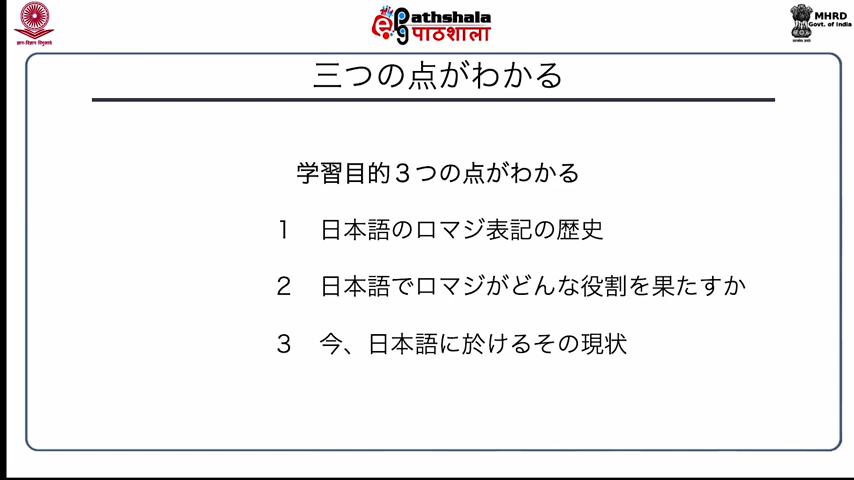 ज्ञान-विज्ञान विमुक्तये
ePathshala
पाठशाला
MHRD
Govt. of India
三つの点がわかる
学習目的３つの点がわかる
１　日本語のロマジ表記の歴史
２　日本語でロマジがどんな役割を果たすか
３　今、日本語に於けるその現状